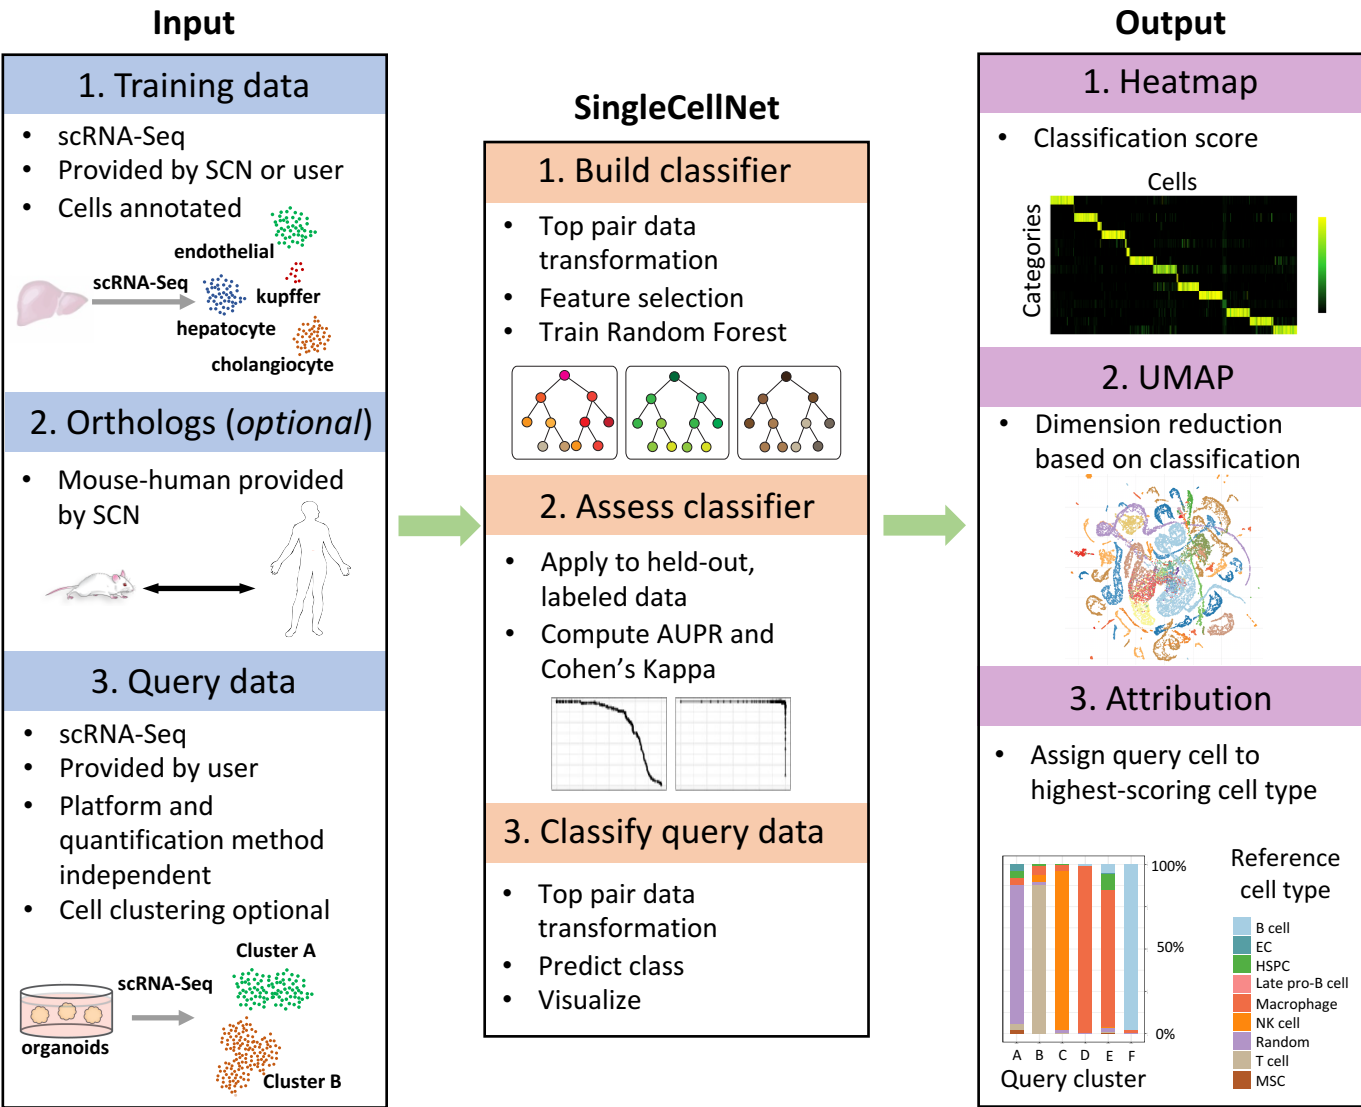 Input
1. Training data
• scRNA-Seq
• Provided by SCN or user
• Cells annotated
endothelial
scRNA-Seq
kupffer
hepatocyte
cholangiocyte
2. Orthologs (optional)
• Mouse-human provided
by SCN
3. Query data
• scRNA-Seq
• Provided by user
• Platform and
quantification method
independent
• Cell clustering optional
Cluster A
scRNA-Seq
organoids
Cluster B
SingleCellNet
1. Build classifier
• Top pair data
transformation
• Feature selection
• Train Random Forest
2. Assess classifier
• Apply to held-out,
labeled data
• Compute AUPR and
Cohen's Kappa
3. Classify query data
• Top pair data
transformation
• Predict class
• Visualize
Output
1. Heatmap
• Classification score
Cells
Categories
2. UMAP
• Dimension reduction
based on classification
3. Attribution
• Assign query cell to
highest-scoring cell type
100%
50%
0%
A B C D E F
Query cluster
Reference
cell type
B cell
EC
HSPC
Late pro-B cell
Macrophage
NK cell
Random
T cell
MSC